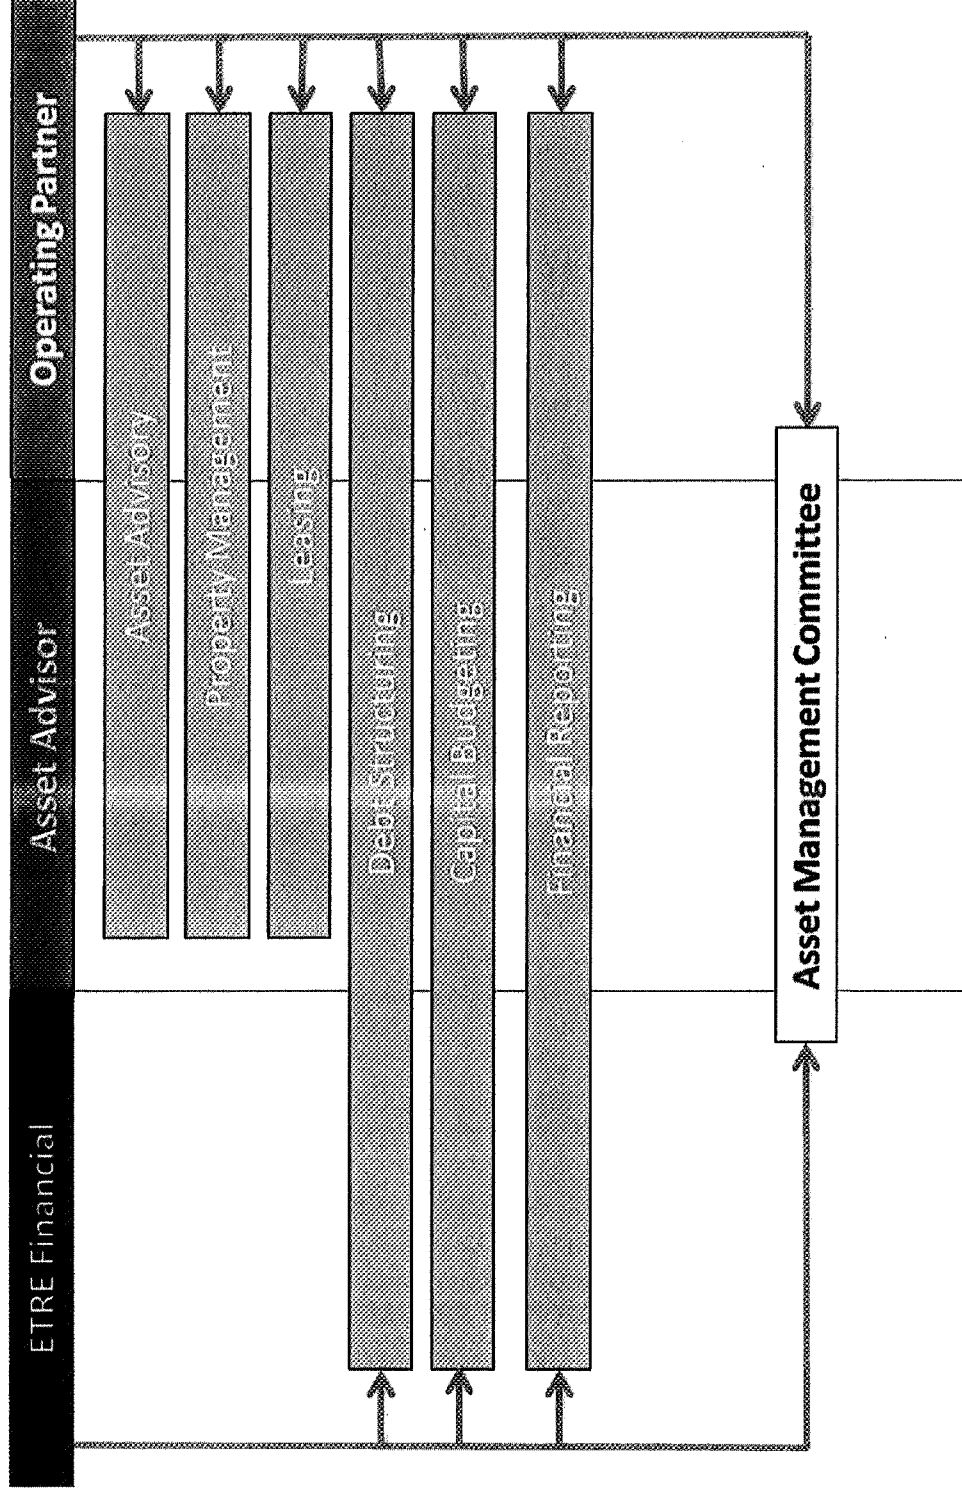 ETRE Financial
Asset Advisor
Operating Partner
Asset Advisory
Property Management
Leasing
Debt Structuring
Capital Budgeting
Financial Reporting
Asset Management Committee